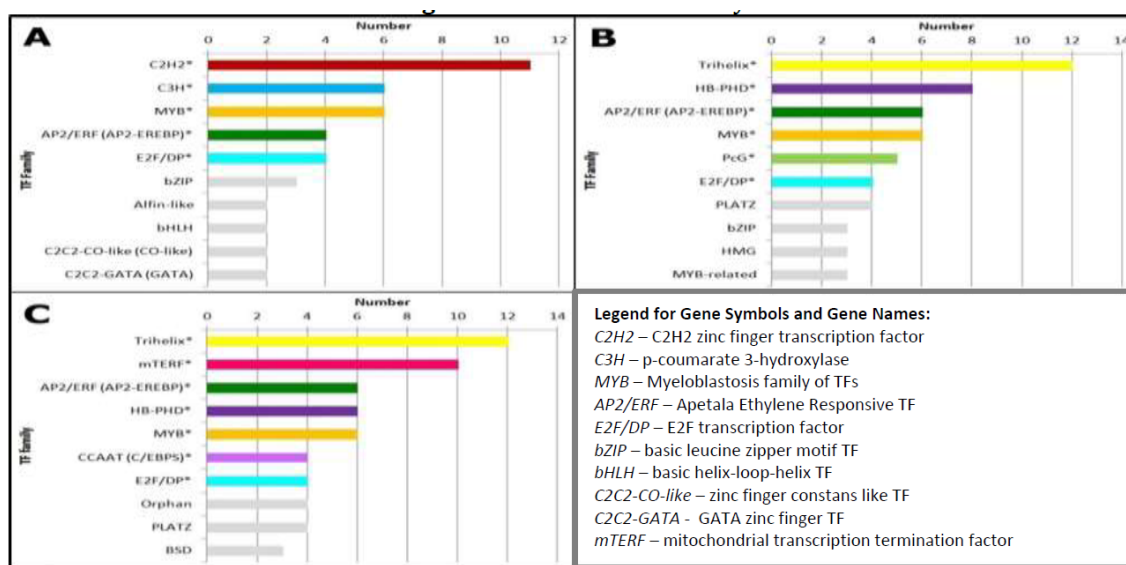 A
Number
0 2 4 6 8 10 12
TF Family
C2H2*
C3H*
MYB*
AP2/ERF (AP2-EREBP)*
E2F/DP*
bZIP
Alfin-like
bHLH
C2C2-CO-like (CO-like)
C2C2-GATA (GATA)
B
Number
0 2 4 6 8 10 12 14
TF Family
Trihelix*
HB-PHD*
AP2/ERF (AP2-EREBP)*
MYB*
PcG*
E2F/DP*
PLATZ
bZIP
HMG
MYB-related
C
Number
0 2 4 6 8 10 12 14
TF family
Trihelix*
mTERF*
AP2/ERF (AP2-EREBP)*
HB-PHD*
MYB*
CCAAT (C/EBPS)*
E2F/DP*
Orphan
PLATZ
BSD
Legend for Gene Symbols and Gene Names:
C2H2 – C2H2 zinc finger transcription factor
C3H – p-coumarate 3-hydroxylase
MYB – Myeloblastosis family of TFs
AP2/ERF – Apetala Ethylene Responsive TF
E2F/DP – E2F transcription factor
bZIP – basic leucine zipper motif TF
bHLH – basic helix-loop-helix TF
C2C2-CO-like – zinc finger constans like TF
C2C2-GATA - GATA zinc finger TF
mTERF – mitochondrial transcription termination factor